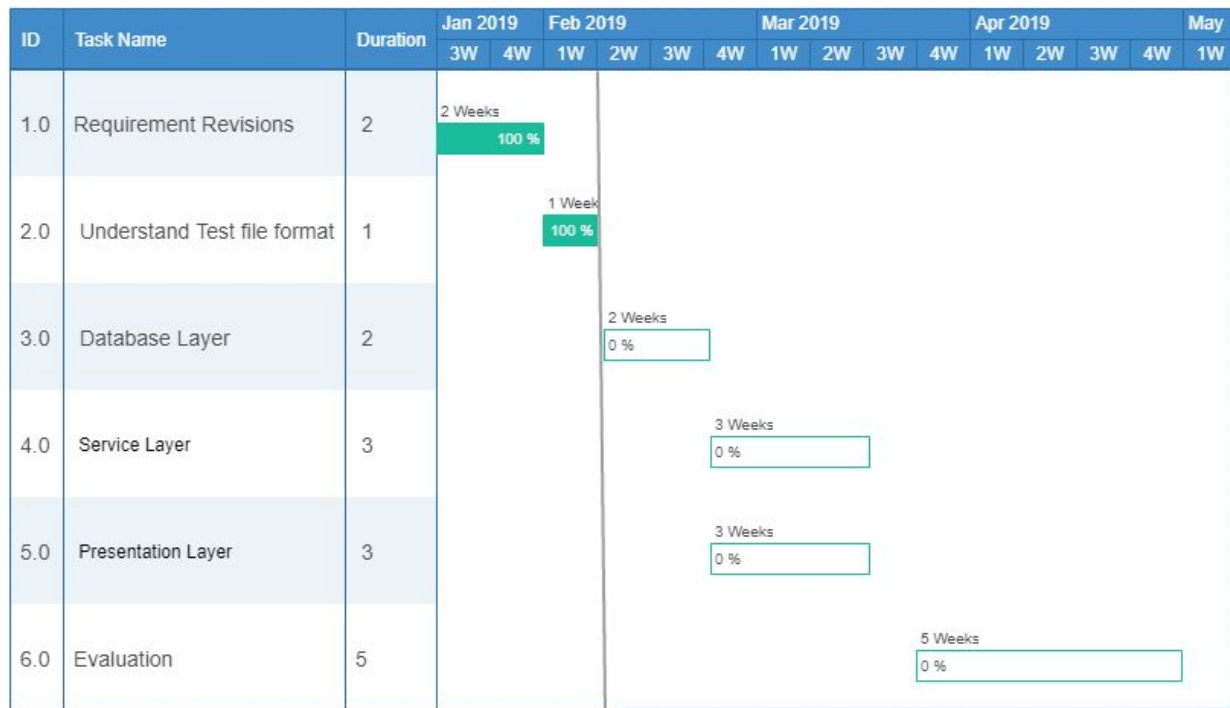 ID Task Name Duration Jan 2019 Feb 2019 Mar 2019 Apr 2019 May
3W 4W 1W 2W 3W 4W 1W 2W 3W 4W 1W 2W 3W 4W 1W
2 Weeks
1.0 Requirement Revisions 2 100 %
1 Week
2.0 Understand Test file format 1 100 %
2 Weeks
3.0 Database Layer 2 0 %
3 Weeks
4.0 Service Layer 3 0 %
3 Weeks
5.0 Presentation Layer 3 0 %
5 Weeks
6.0 Evaluation 5 0 %